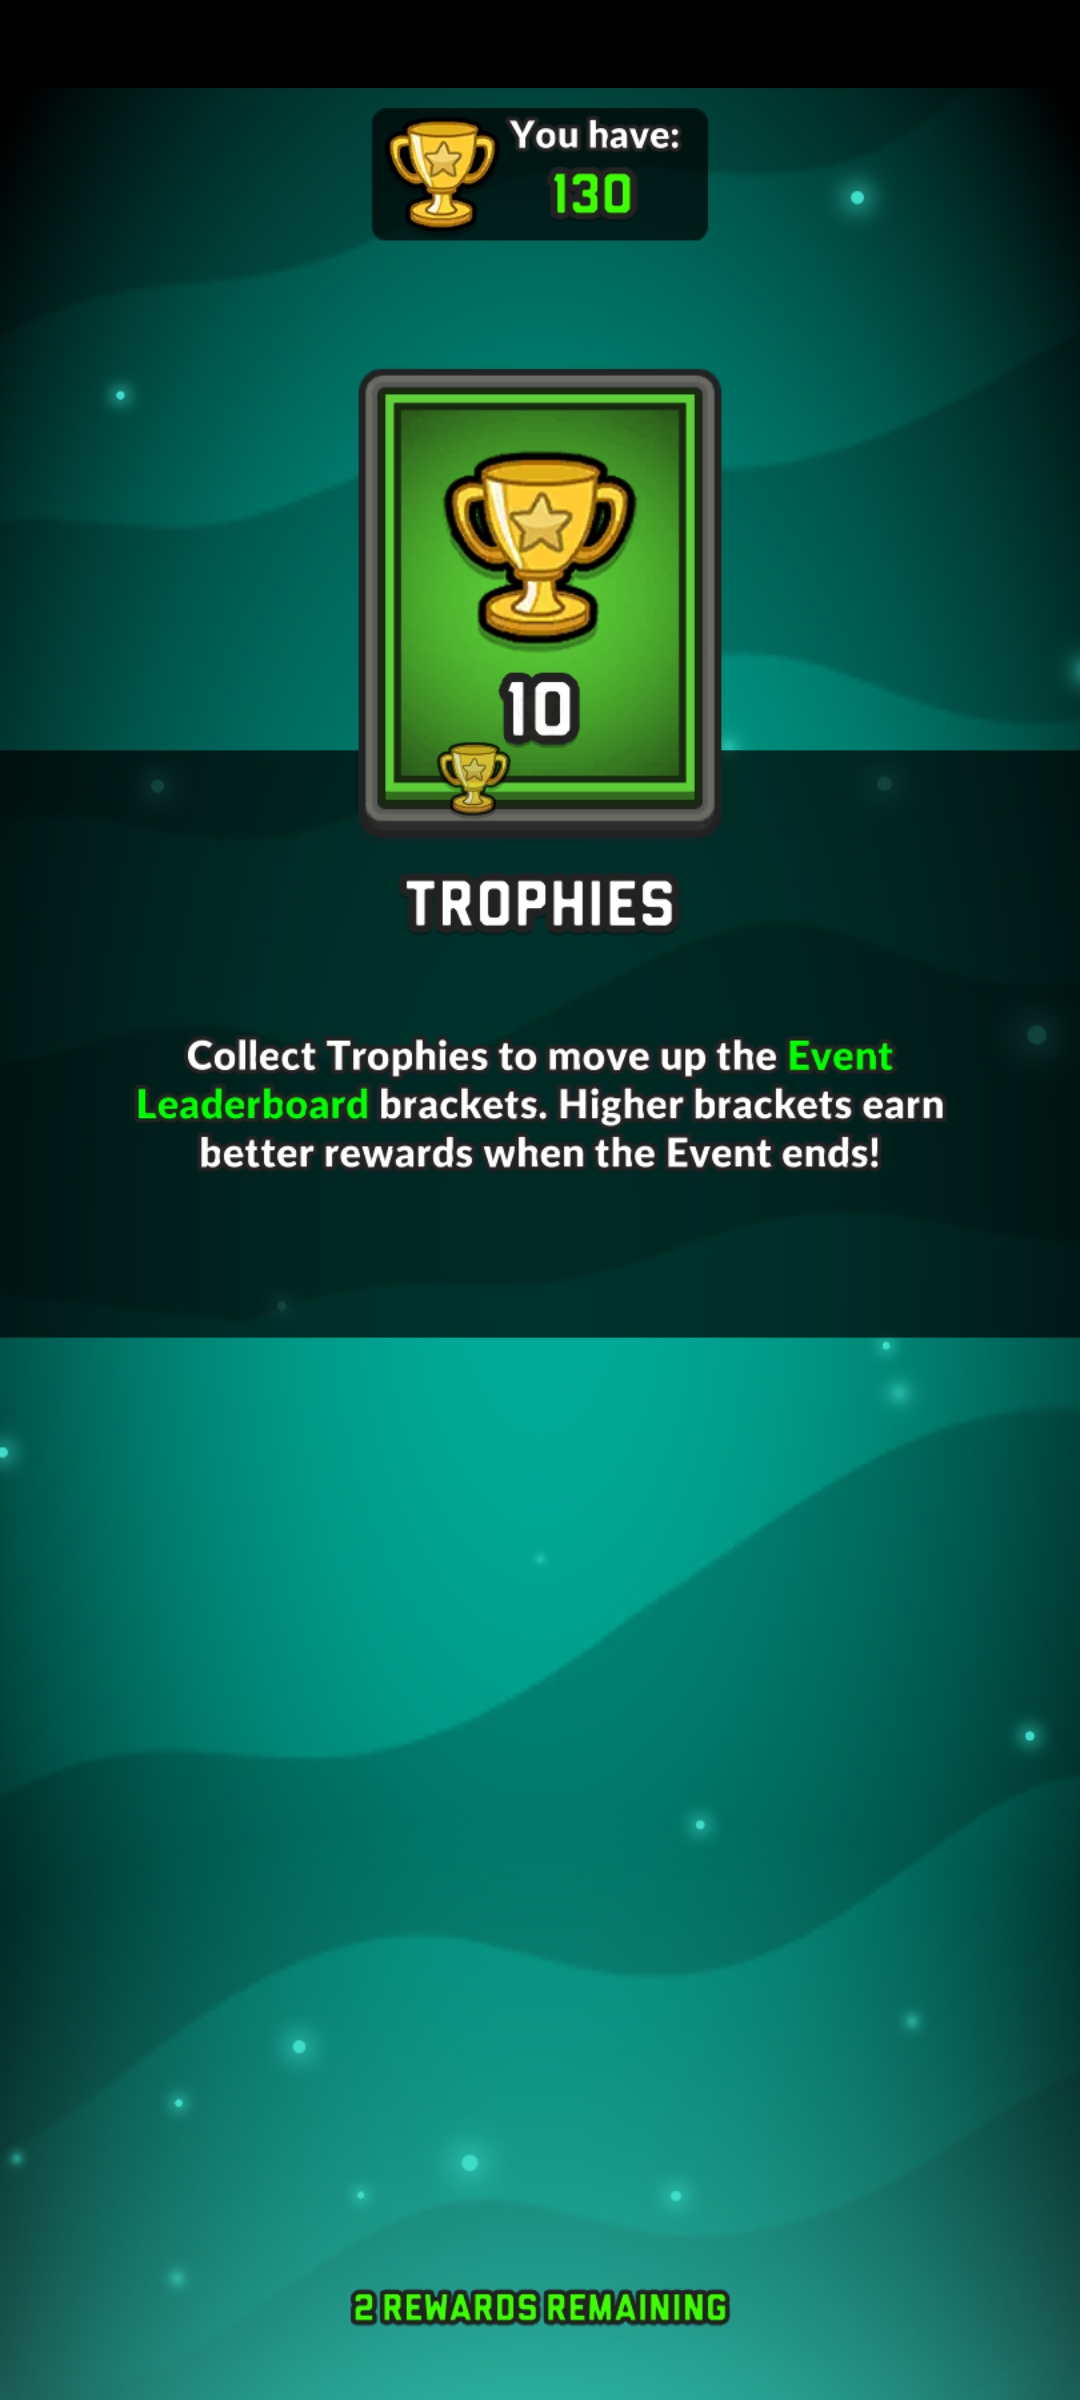 You have:
130
10
TROPHIES
Collect Trophies to move up the Event
Leaderboard brackets. Higher brackets earn
better rewards when the Event ends!
2 REWARDS REMAINING